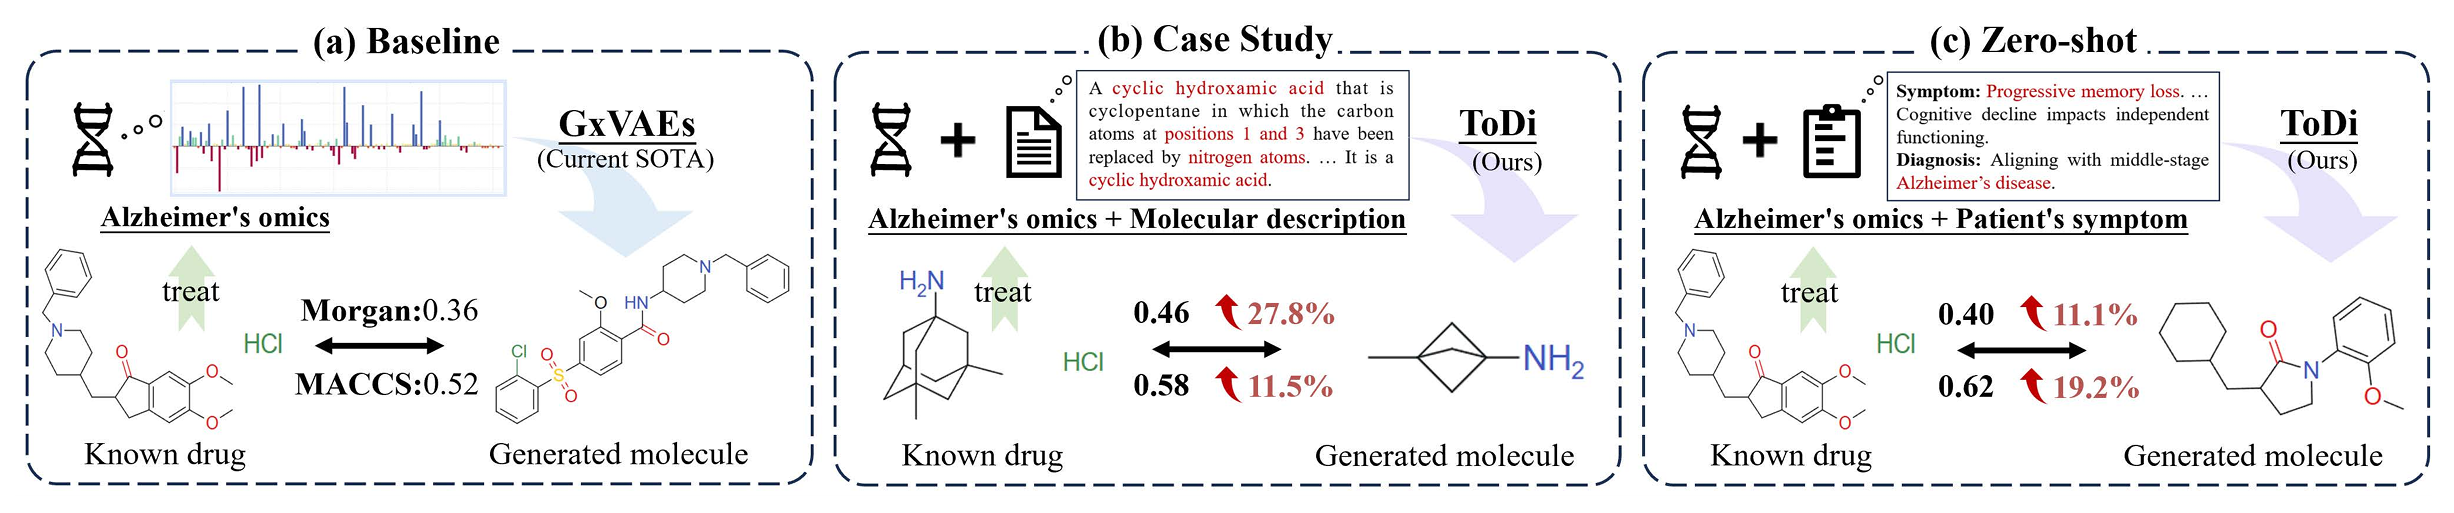 (a) Baseline
GxVAEs
(Current SOTA)
Alzheimer's omics
treat
N
O
O
O
HCl
Morgan:0.36
MACCS:0.52
N
HN
O
O
Cl
O
S
O
Known drug
Generated molecule
(b) Case Study
A cyclic hydroxamic acid that is
cyclopentane in which the carbon
atoms at positions 1 and 3 have been
replaced by nitrogen atoms. … It is a
cyclic hydroxamic acid.
ToDi
(Ours)
Alzheimer's omics + Molecular description
H₂N
treat
HCl
0.46 27.8%
0.58 11.5%
NH₂
Known drug
Generated molecule
(c) Zero-shot
Symptom: Progressive memory loss. …
Cognitive decline impacts independent
functioning.
Diagnosis: Aligning with middle-stage
Alzheimer's disease.
ToDi
(Ours)
Alzheimer's omics + Patient's symptom
treat
N
O
O
O
HCl
0.40 11.1%
0.62 19.2%
O
N
O
Known drug
Generated molecule